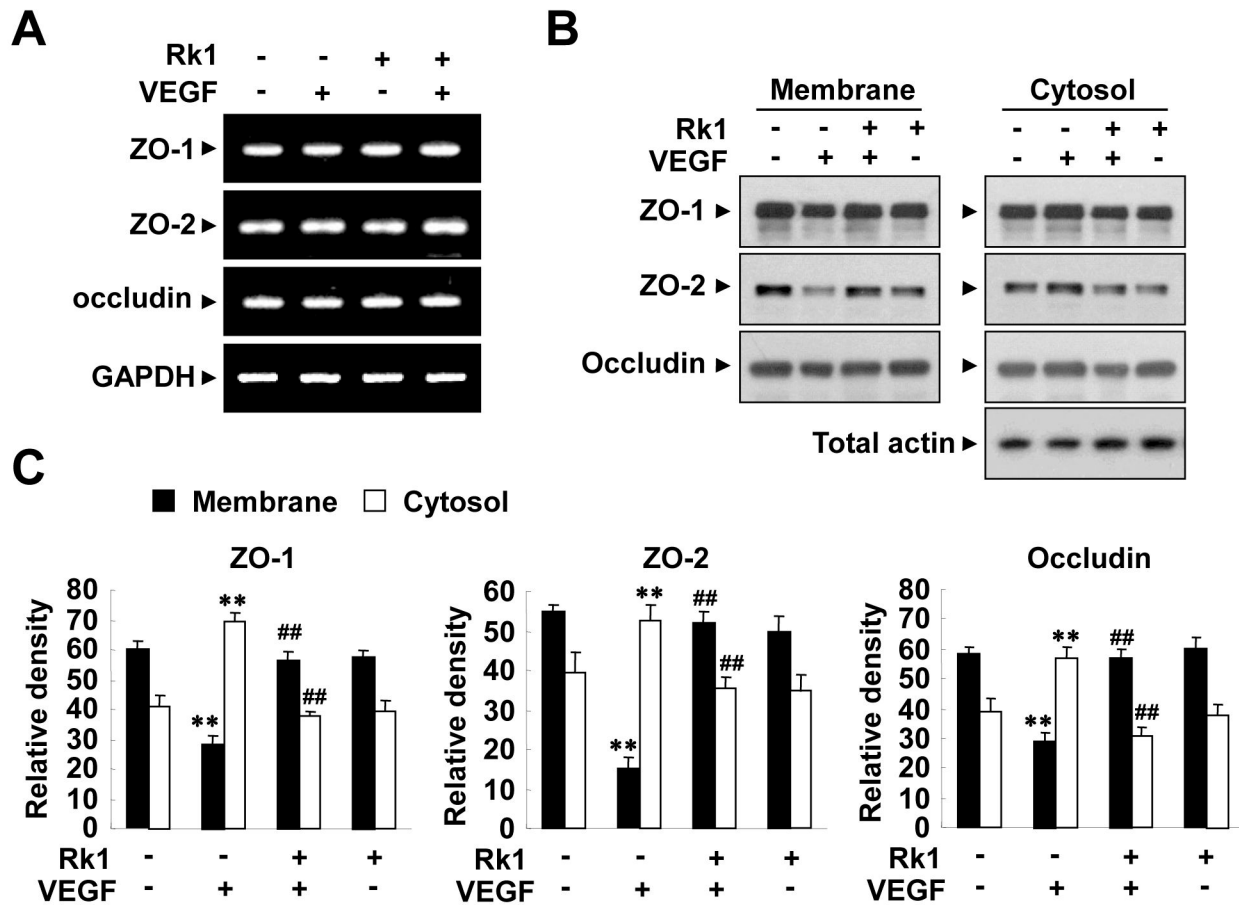 A
Rk1 - - + +
VEGF - + - +
ZO-1
ZO-2
occludin
GAPDH
B
Membrane Cytosol
Rk1 - - + + - - + +
VEGF - + + - - + + -
ZO-1
ZO-2
Occludin
Total actin
C
Membrane Cytosol
ZO-1
Relative density
80
70
60
50
40
30
20
10
0
** ** ## ##
Rk1 - - + +
VEGF - + + -
ZO-2
Relative density
60
50
40
30
20
10
0
** ** ## ##
- - + +
VEGF - + + -
Occludin
Relative density
80
70
60
50
40
30
20
10
0
** ** ## ##
Rk1 - - + +
VEGF - + + -